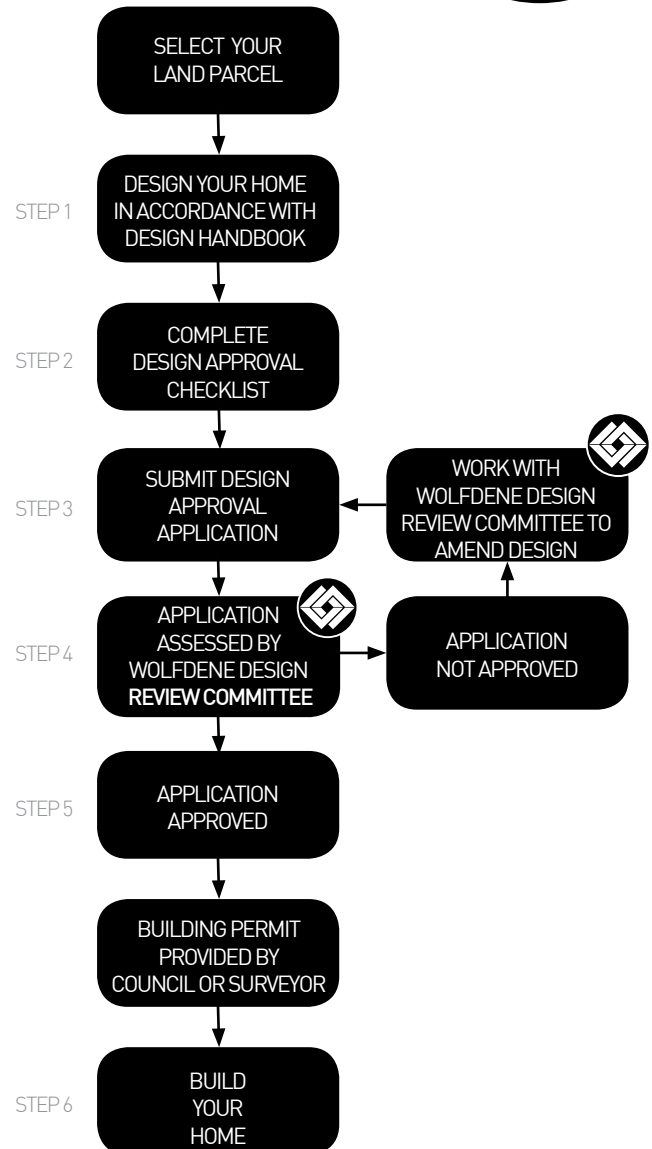 SELECT YOUR
LAND PARCEL
STEP 1
DESIGN YOUR HOME
IN ACCORDANCE WITH
DESIGN HANDBOOK
STEP 2
COMPLETE
DESIGN APPROVAL
CHECKLIST
STEP 3
SUBMIT DESIGN
APPROVAL
APPLICATION
WORK WITH
WOLFDENE DESIGN
REVIEW COMMITTEE TO
AMEND DESIGN
STEP 4
APPLICATION
ASSESSED BY
WOLFDENE DESIGN
REVIEW COMMITTEE
APPLICATION
NOT APPROVED
STEP 5
APPLICATION
APPROVED
BUILDING PERMIT
PROVIDED BY
COUNCIL OR SURVEYOR
STEP 6
BUILD
YOUR
HOME